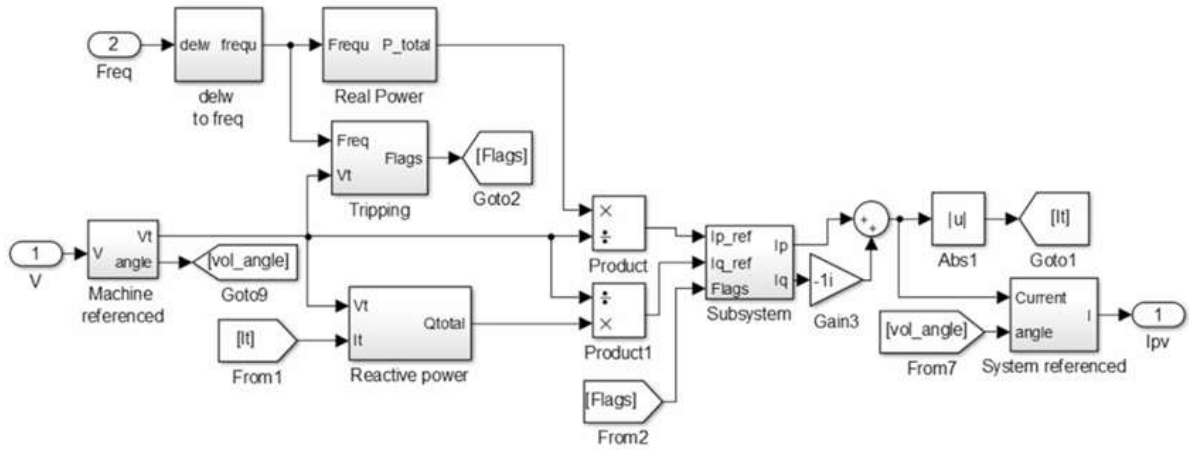 2
Freq
delw frequ
delw
to freq
Frequ P_total
Real Power
Freq
Vt
Flags
Tripping
[Flags]
Goto2
1
V
V
Vt
angle
Machine
referenced
[vol_angle]
Goto9
[It]
From1
Vt
It
Qtotal
Reactive power
×
÷
Product
÷
×
Product1
[Flags]
From2
Ip_ref
Iq_ref
Flags
Ip
Iq
Subsystem
-1i
Gain3
+
+
|u|
Abs1
[It]
Goto1
[vol_angle]
From7
Current
angle
I
System referenced
1
Ipv